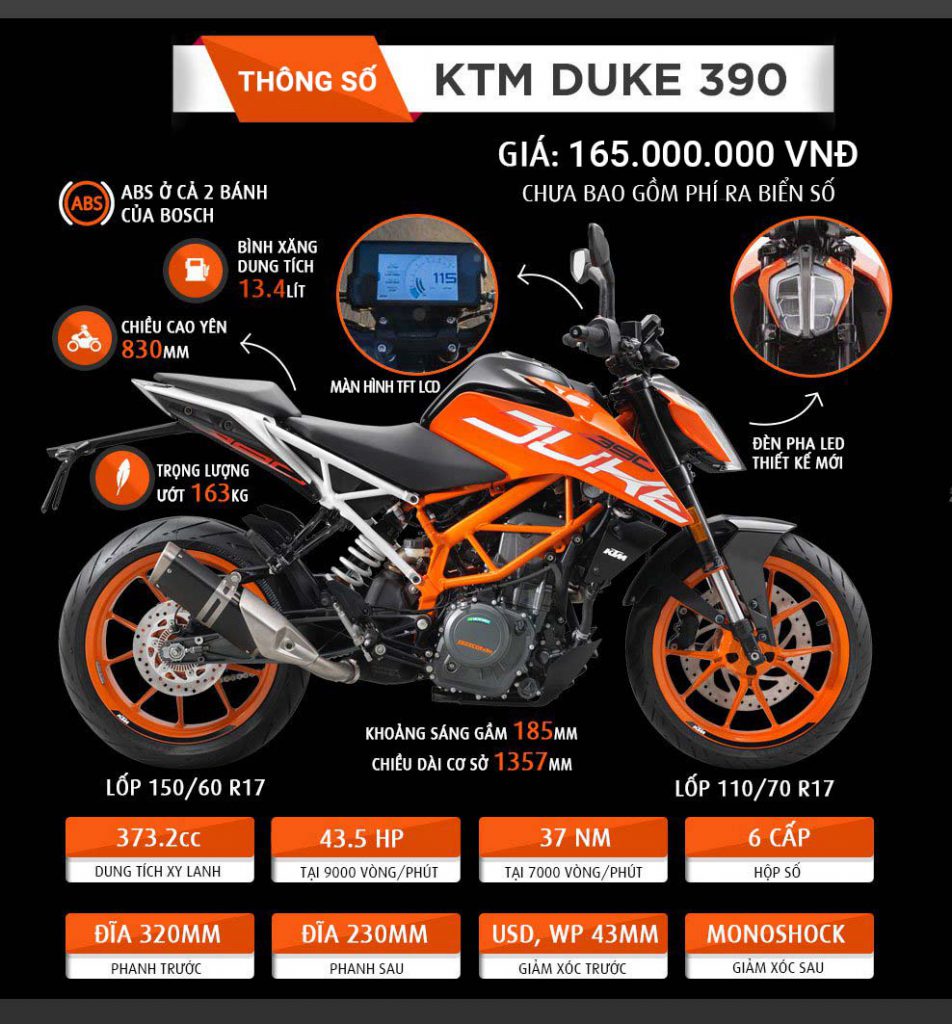 THÔNG SỐ KTM DUKE 390
GIÁ: 165.000.000 VNĐ
CHƯA BAO GỒM PHÍ RA BIỂN SỐ
ABS
ABS Ở CẢ 2 BÁNH
CỦA BOSCH
BÌNH XĂNG
DUNG TÍCH
13.4LÍT
115
CHIỀU CAO YÊN
830MM
MÀN HÌNH TFT LCD
ĐÈN PHA LED
THIẾT KẾ MỚI
TRỌNG LƯỢNG
ƯỚT 163KG
DUKE
390
KTM
KHOẢNG SÁNG GẦM 185MM
CHIỀU DÀI CƠ SỞ 1357MM
LỐP 150/60 R17
LỐP 110/70 R17
373.2CC
DUNG TÍCH XY LANH
43.5 HP
TẠI 9000 VÒNG/PHÚT
37 NM
TẠI 7000 VÒNG/PHÚT
6 CẤP
HỘP SỐ
ĐĨA 320MM
PHANH TRƯỚC
ĐĨA 230MM
PHANH SAU
USD, WP 43MM
GIẢM XÓC TRƯỚC
MONOSHOCK
GIẢM XÓC SAU